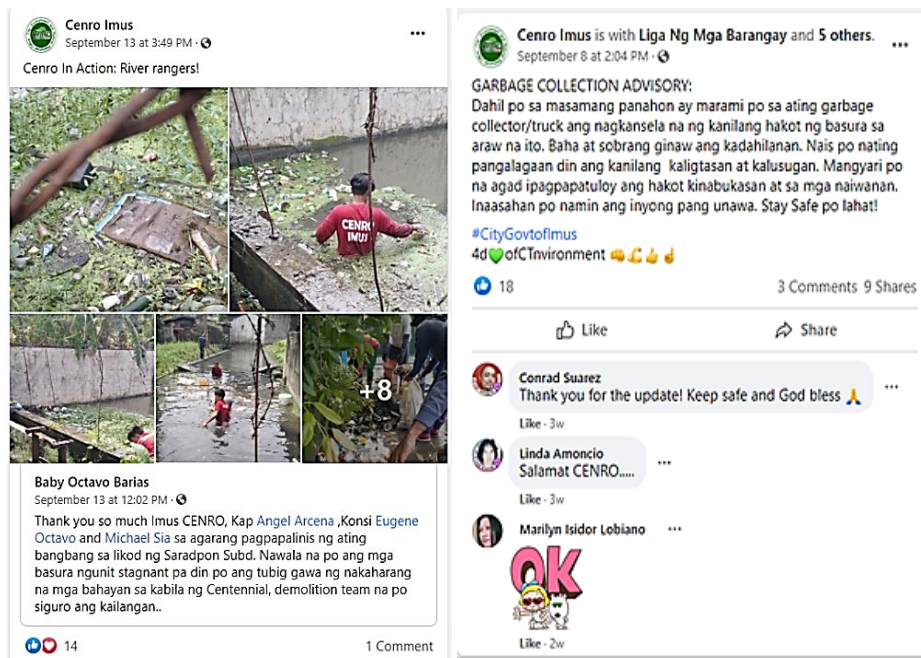 Cenro Imus
September 13 at 3:49 PM ·
Cenro In Action: River rangers!
CENRO
IMUS
+8
Baby Octavo Barias
September 13 at 12:02 PM ·
Thank you so much Imus CENRO, Kap Angel Arcena ,Konsi Eugene
Octavo and Michael Sia sa agarang pagpapalinis ng ating
bangbang sa likod ng Saradpon Subd. Nawala na po ang mga
basura ngunit stagnant pa din po ang tubig gawa ng nakaharang
na mga bahayan sa kabila ng Centennial, demolition team na po
siguro ang kailangan..
14
1 Comment
Cenro Imus is with Liga Ng Mga Barangay and 5 others.
September 8 at 2:04 PM ·
GARBAGE COLLECTION ADVISORY:
Dahil po sa masamang panahon ay marami po sa ating garbage
collector/truck ang nagkansela na ng kanilang hakot ng basura sa
araw na ito. Baha at sobrang ginaw ang kadahilanan. Nais po nating
pangalagaan din ang kanilang kaligtasan at kalusugan. Mangyari po
na agad ipagpapatuloy ang hakot kinabukasan at sa mga naiwanan.
Inaasahan po namin ang inyong pang unawa. Stay Safe po lahat!
#CityGovtofImus
4d💚ofCTnvironment 👊💪👍☝
18
3 Comments 9 Shares
Like
Share
Conrad Suarez
Thank you for the update! Keep safe and God bless 🙏
Like · 3w
Linda Amoncio
Salamat CENRO.....
Like · 3w
Marilyn Isidor Lobiano
OK
Like · 2w